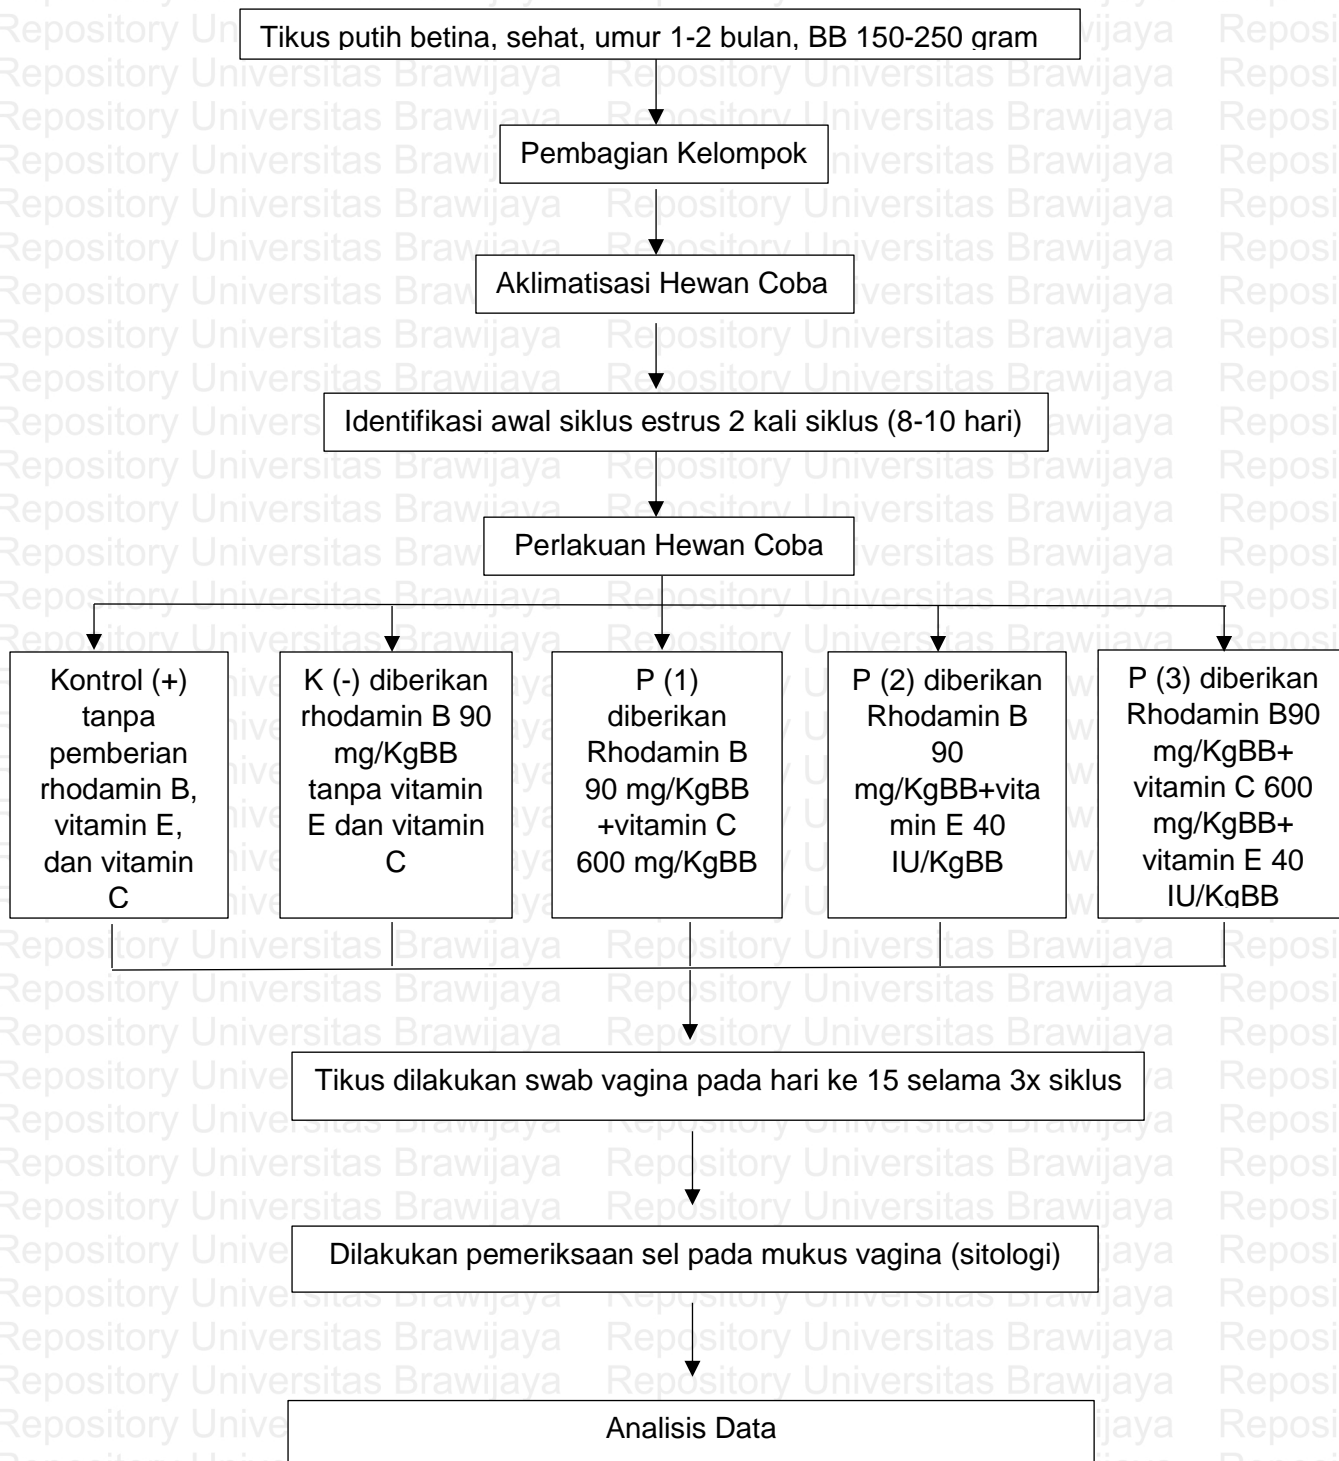 Tikus putih betina, sehat, umur 1-2 bulan, BB 150-250 gram
Pembagian Kelompok
Aklimatisasi Hewan Coba
Identifikasi awal siklus estrus 2 kali siklus (8-10 hari)
Perlakuan Hewan Coba
Kontrol (+)
tanpa
pemberian
rhodamin B,
vitamin E,
dan vitamin
C
K (-) diberikan
rhodamin B 90
mg/KgBB
tanpa vitamin
E dan vitamin
C
P (1)
diberikan
Rhodamin B
90 mg/KgBB
+vitamin C
600 mg/KgBB
P (2) diberikan
Rhodamin B
90
mg/KgBB+vita
min E 40
IU/KgBB
P (3) diberikan
Rhodamin B90
mg/KgBB+
vitamin C 600
mg/KgBB+
vitamin E 40
IU/KgBB
Tikus dilakukan swab vagina pada hari ke 15 selama 3x siklus
Dilakukan pemeriksaan sel pada mukus vagina (sitologi)
Analisis Data